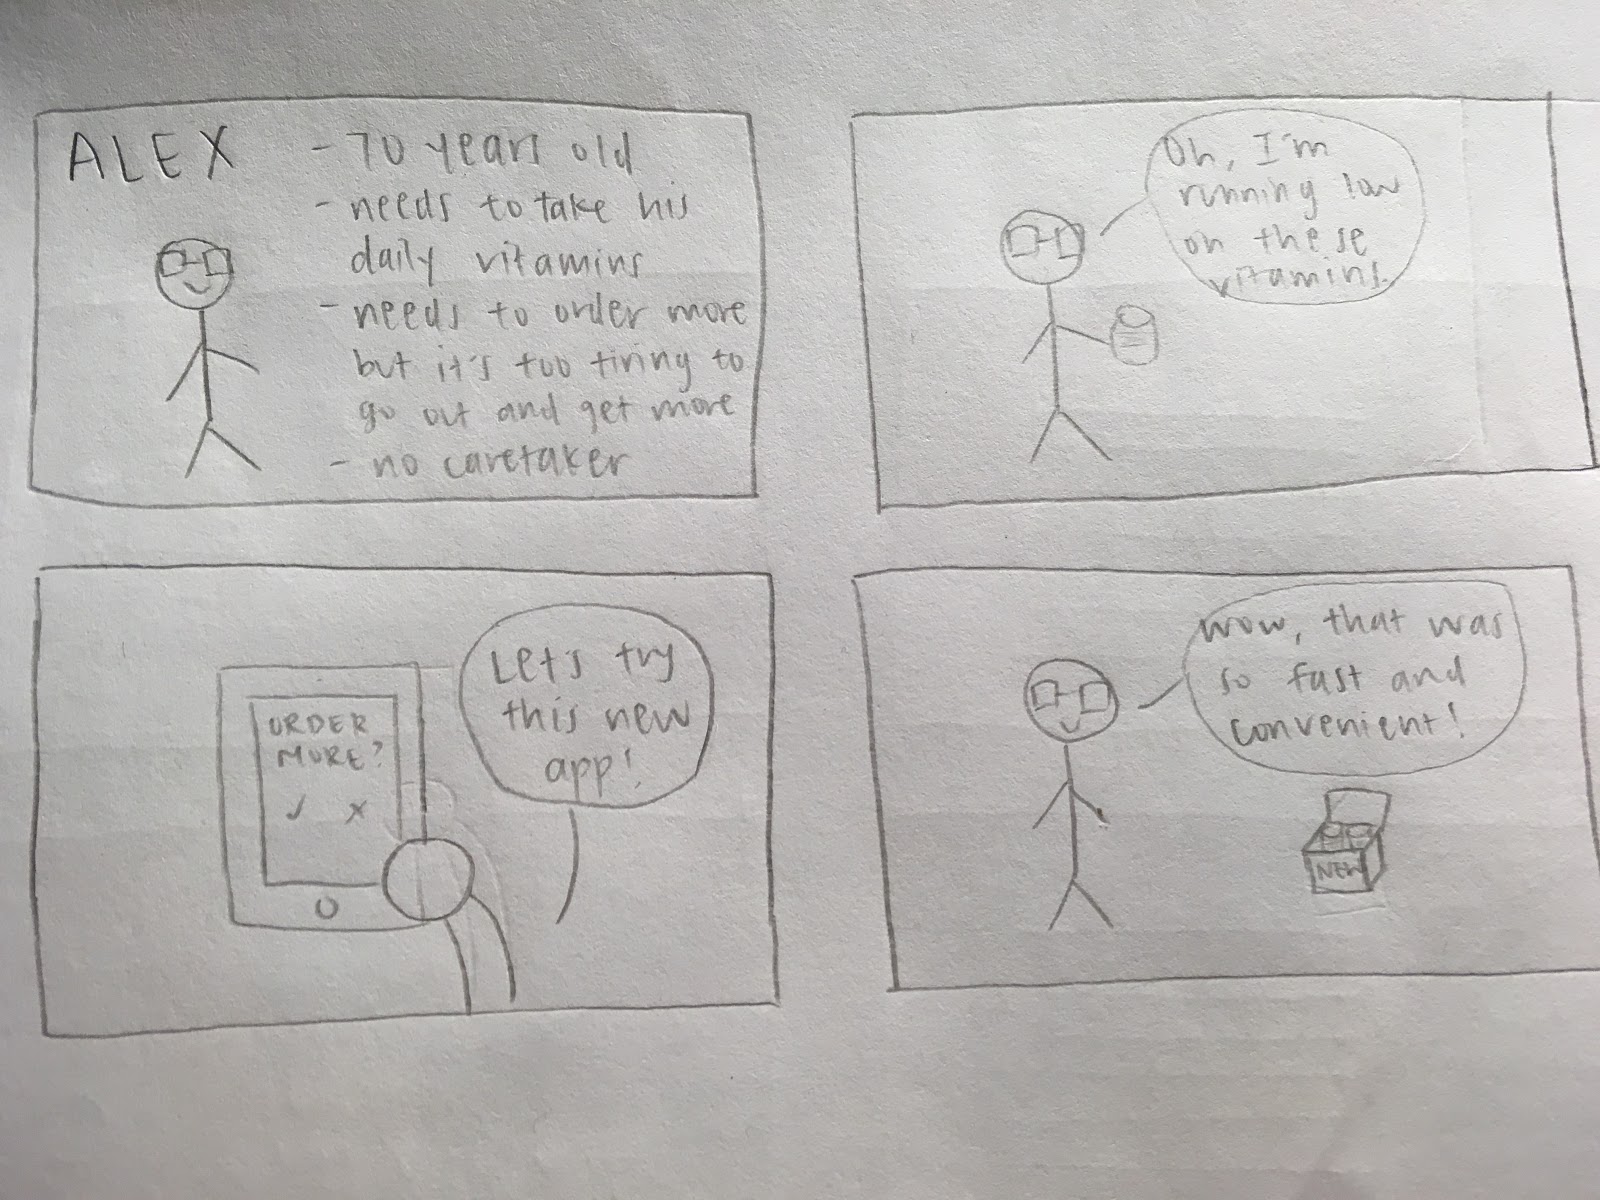 ALEX
- 70 years old
- needs to take his
daily vitamins
- needs to order more
but it's too tiring to
go out and get more
- no caretaker
Oh, I'm
running low
on these
vitamins.
ORDER
MORE?
✓ x
Let's try
this new
app!
wow, that was
so fast and
convenient!
NEW